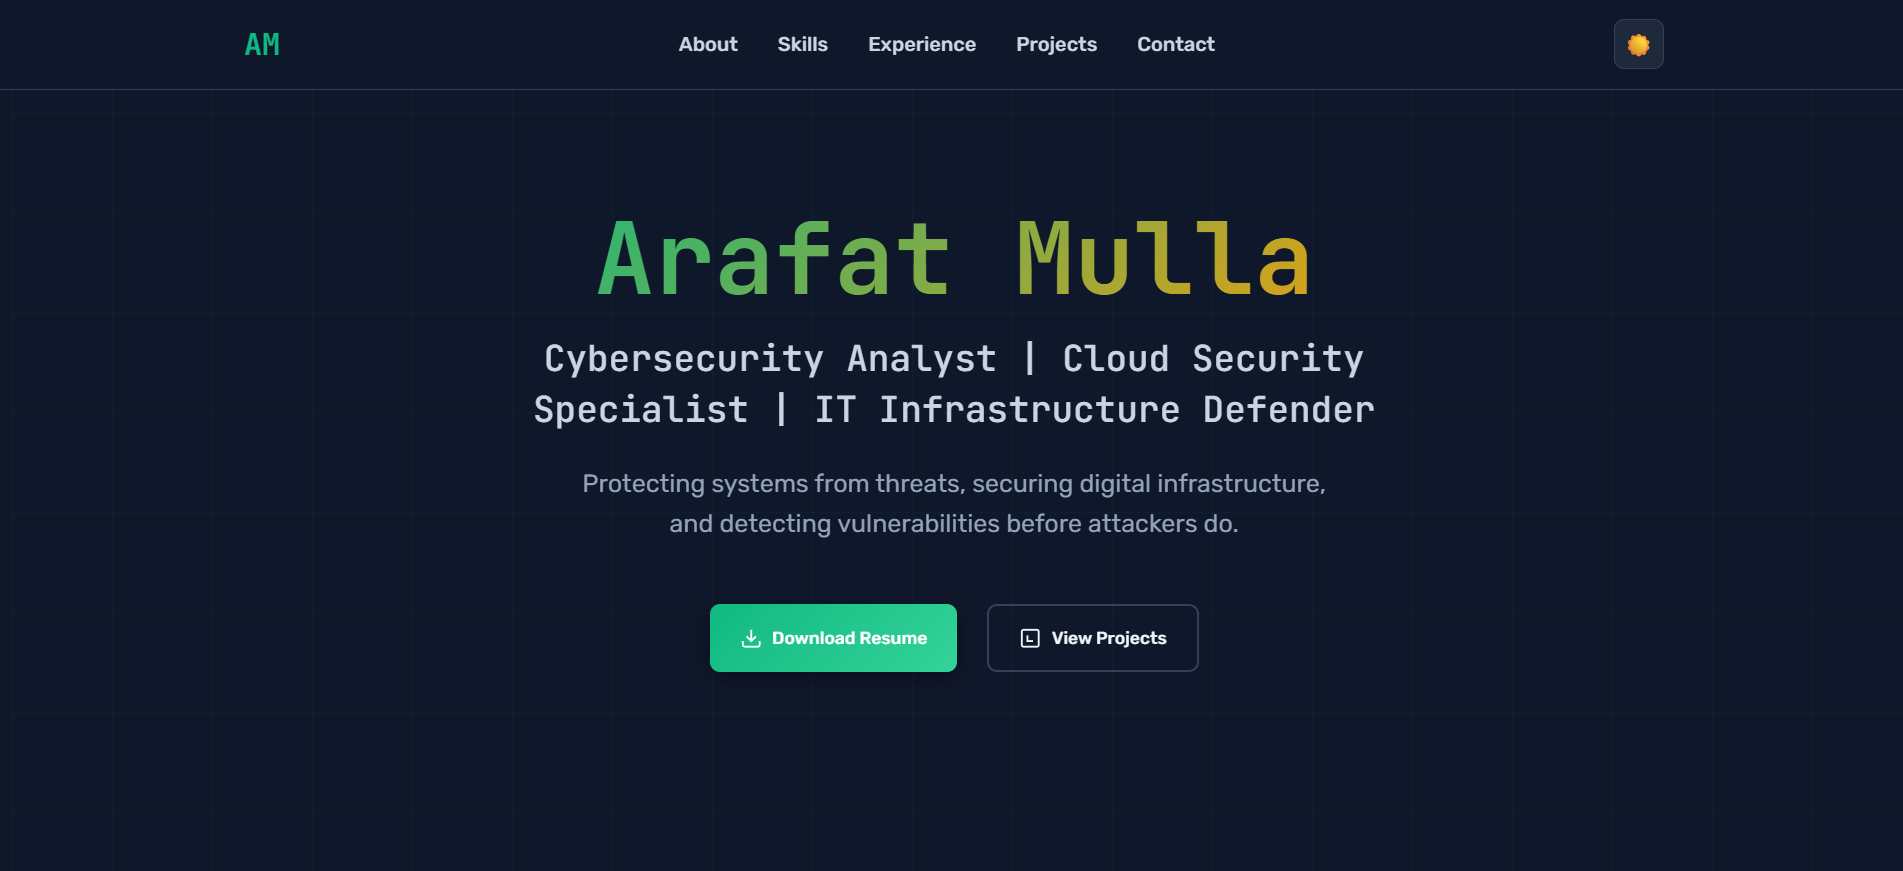 AM
About Skills Experience Projects Contact
Arafat Mulla
Cybersecurity Analyst | Cloud Security
Specialist | IT Infrastructure Defender
Protecting systems from threats, securing digital infrastructure,
and detecting vulnerabilities before attackers do.
Download Resume
View Projects